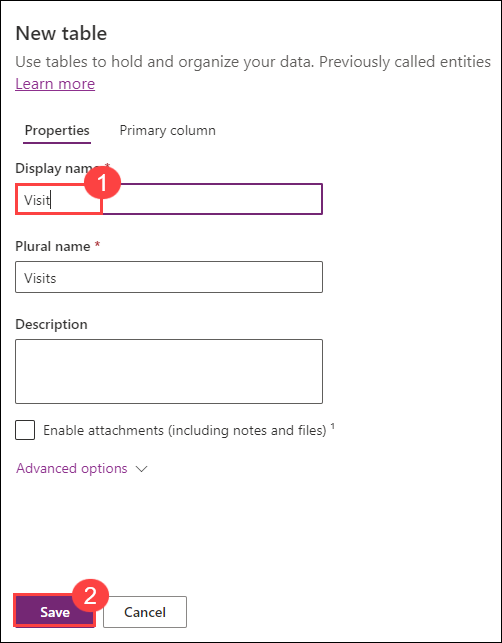 New table
Use tables to hold and organize your data. Previously called entities
Learn more
Properties Primary column
Display name *
1
Visit
Plural name *
Visits
Description
Enable attachments (including notes and files) ¹
Advanced options
2
Save Cancel